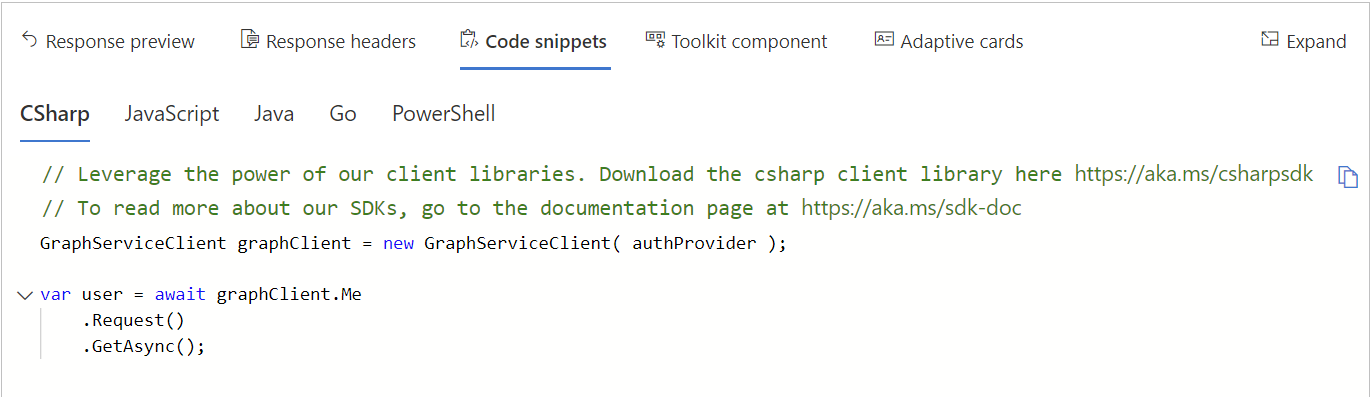 Response preview Response headers Code snippets Toolkit component Adaptive cards Expand
CSharp JavaScript Java Go PowerShell
// Leverage the power of our client libraries. Download the csharp client library here https://aka.ms/csharpsdk
// To read more about our SDKs, go to the documentation page at https://aka.ms/sdk-doc
GraphServiceClient graphClient = new GraphServiceClient( authProvider );
var user = await graphClient.Me
.Request()
.GetAsync();